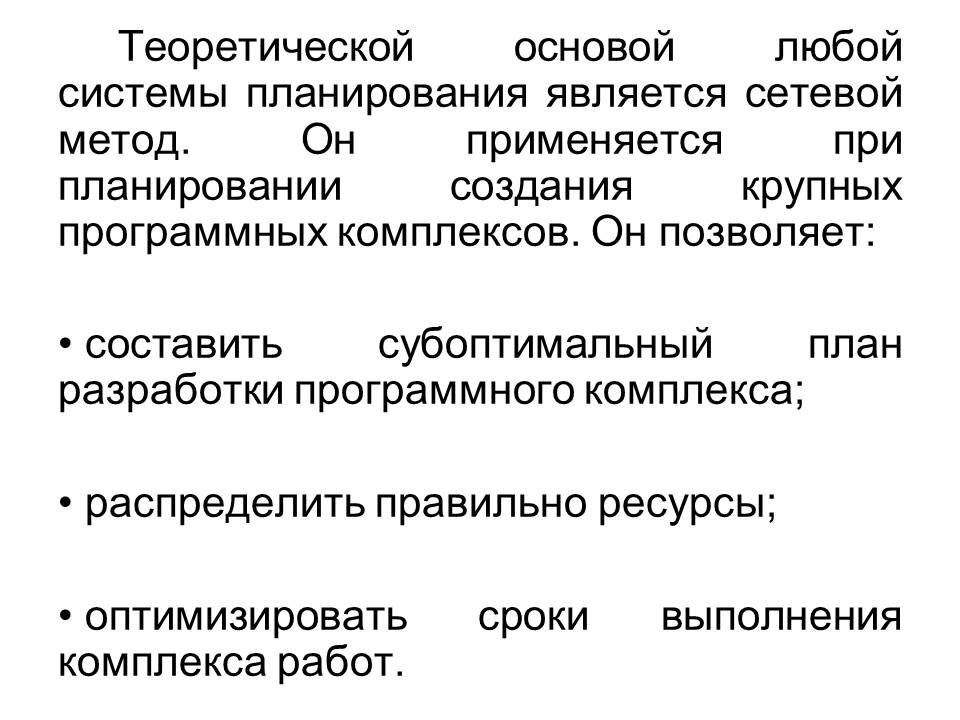 Теоретической основой любой
системы планирования является сетевой
метод. Он применяется при
планировании создания крупных
программных комплексов. Он позволяет:
• составить субоптимальный план
разработки программного комплекса;
• распределить правильно ресурсы;
• оптимизировать сроки выполнения
комплекса работ.